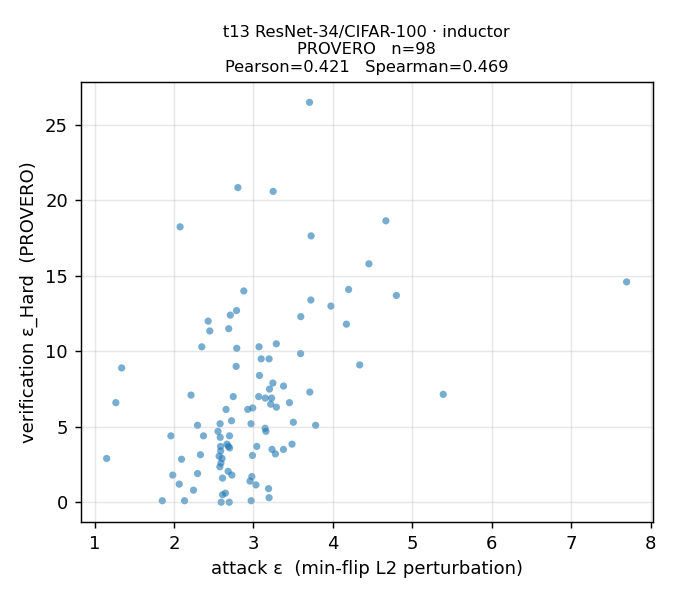 t13 ResNet-34/CIFAR-100 · inductor
PROVERO   n=98
Pearson=0.421   Spearman=0.469
verification ε_Hard  (PROVERO)
25
20
15
10
5
0
1 2 3 4 5 6 7 8
attack ε  (min-flip L2 perturbation)